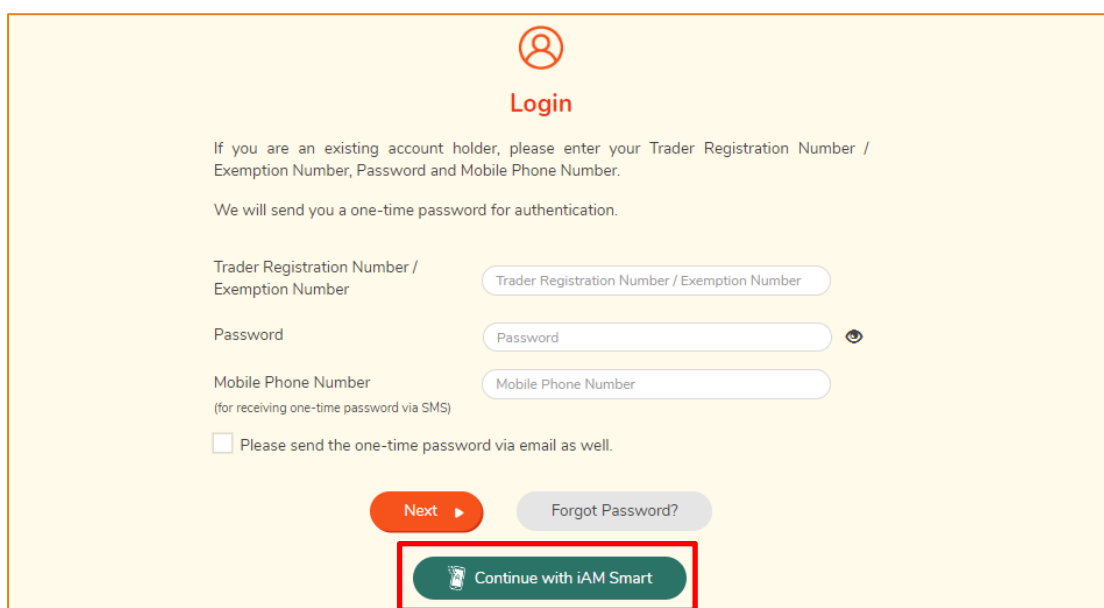 Login
If you are an existing account holder, please enter your Trader Registration Number /
Exemption Number, Password and Mobile Phone Number.
We will send you a one-time password for authentication.
Trader Registration Number /
Exemption Number
Trader Registration Number / Exemption Number
Password
Password
Mobile Phone Number
(for receiving one-time password via SMS)
Mobile Phone Number
Please send the one-time password via email as well.
Next
Forgot Password?
Continue with iAM Smart